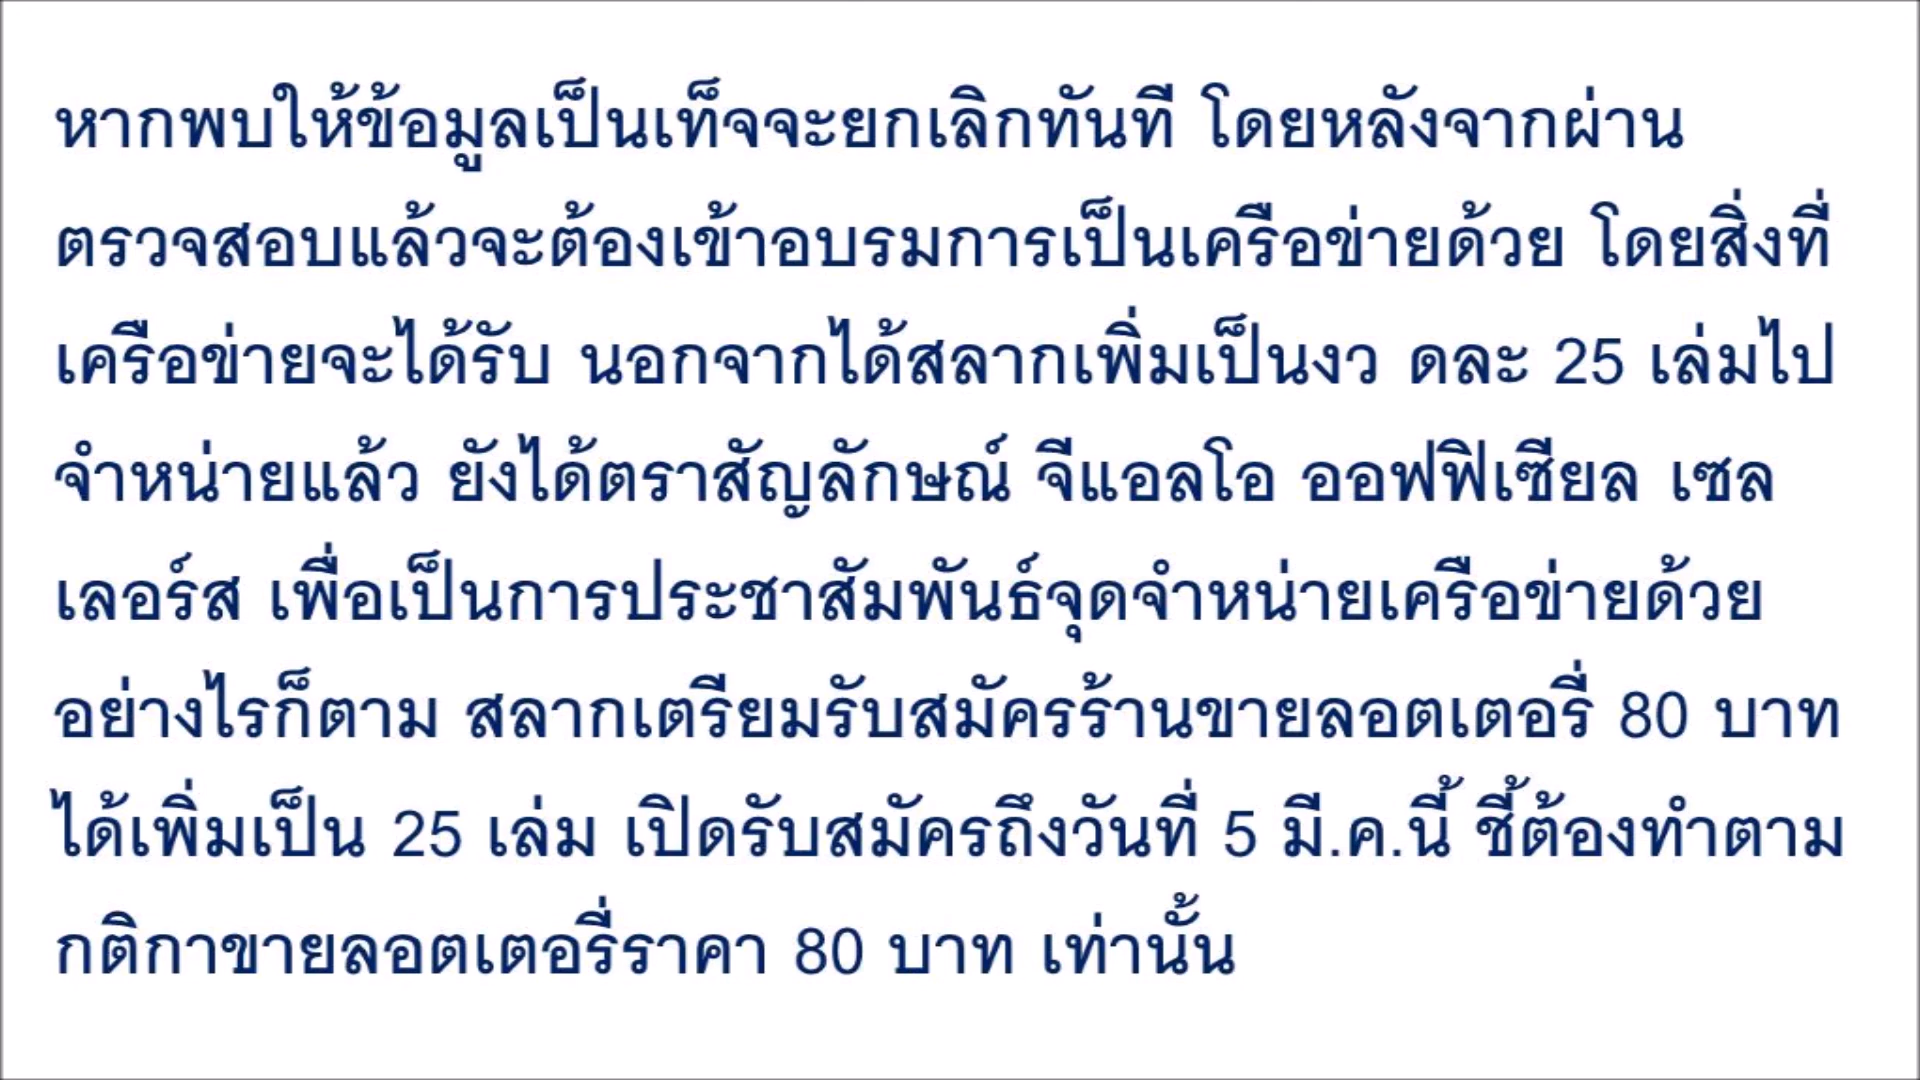 หากพบให้ข้อมูลเป็นเท็จจะยกเลิกทันที โดยหลังจากผ่าน
ตรวจสอบแล้วจะต้องเข้าอบรมการเป็นเครือข่ายด้วย โดยสิ่งที่
เครือข่ายจะได้รับ นอกจากได้สลากเพิ่มเป็นงว ดละ 25 เล่มไป
จำหน่ายแล้ว ยังได้ตราสัญลักษณ์ จีแอลโอ ออฟฟิเซียล เซล
เลอร์ส เพื่อเป็นการประชาสัมพันธ์จุดจำหน่ายเครือข่ายด้วย
อย่างไรก็ตาม สลากเตรียมรับสมัครร้านขายลอตเตอรี่ 80 บาท
ได้เพิ่มเป็น 25 เล่ม เปิดรับสมัครถึงวันที่ 5 มี.ค.นี้ ชี้ต้องทำตาม
กติกาขายลอตเตอรี่ราคา 80 บาท เท่านั้น